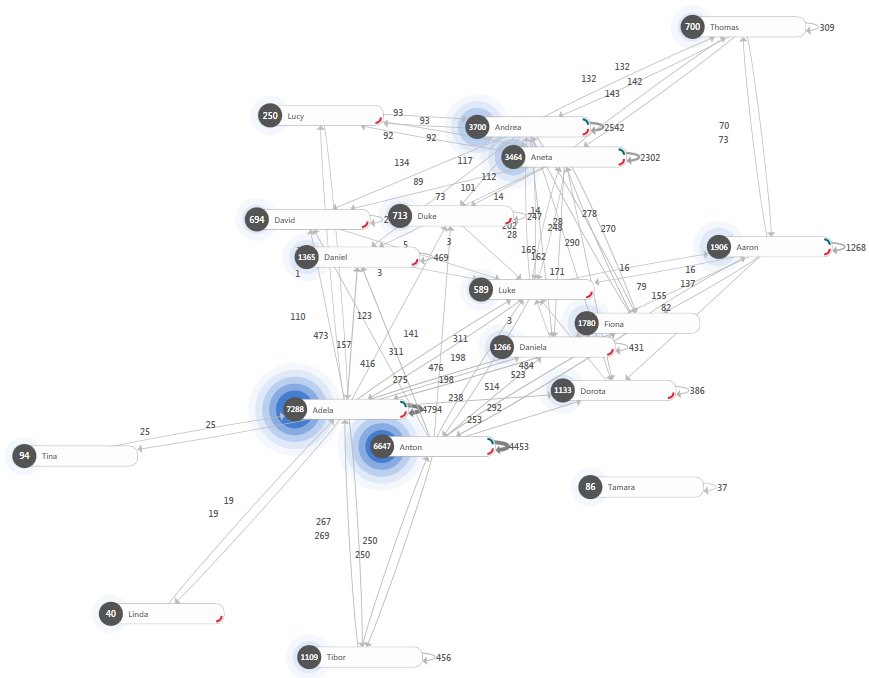 700 Thomas 309
132
132 142
143
250 Lucy 93
93
3700 Andrea 2542
92 92
70
73
3464 Aneta 2302
134 117
89 112
101
73 14
694 David
713 Duke 247
14
278
28
248 270
28
5 3 290
1906 Aaron 1268
165
162
1365 Daniel 469
1 3 171 16 16
589 Luke 79 137
155
82
110 123 3
1780 Fiona
473 157 141 311
311 198
1266 Daniela 431
416 476 484
275 198 523
514
1133 Dorota 386
238
292
253
7288 Adela 4794
25
25
6647 Anton 4453
94 Tina
86 Tamara 37
19
19
267
269
250
250
40 Linda
1109 Tibor 456